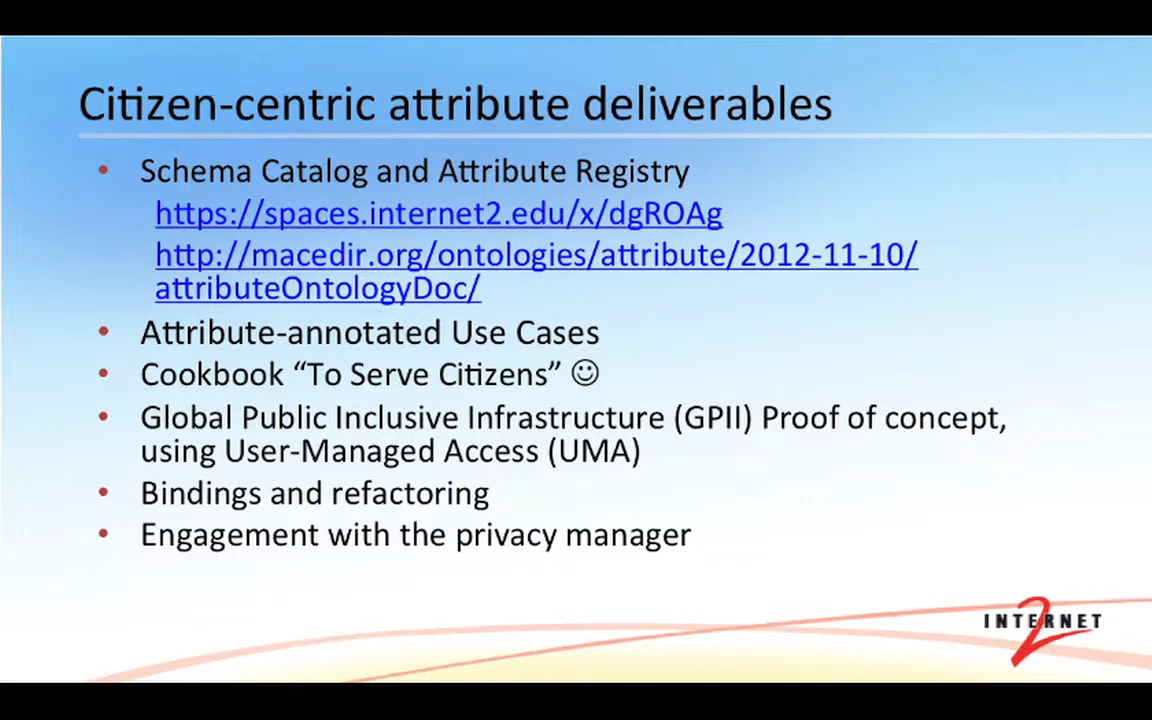 Citizen-centric attribute deliverables
• Schema Catalog and Attribute Registry
https://spaces.internet2.edu/x/dgROAg
http://macedir.org/ontologies/attribute/2012-11-10/
attributeOntologyDoc/
• Attribute-annotated Use Cases
• Cookbook “To Serve Citizens” ☺
• Global Public Inclusive Infrastructure (GPII) Proof of concept,
using User-Managed Access (UMA)
• Bindings and refactoring
• Engagement with the privacy manager
INTERNET
2